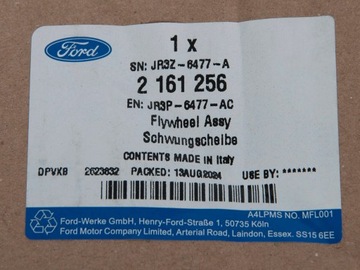 Ford
1 x
SN: JR3Z-6477-A
2 161 256
EN: JR3P-6477-AC
Flywheel Assy
Schwungscheibe
CONTENTS MADE IN Italy
DPVXB 2623632 PACKED: 13AUG2024 USE BY: *******
A4LPMS NO. MFL001
Ford-Werke GmbH, Henry-Ford-Straße 1, 50735 Köln
Ford Motor Company Limited, Arterial Road, Laindon, Essex. SS15 6EE